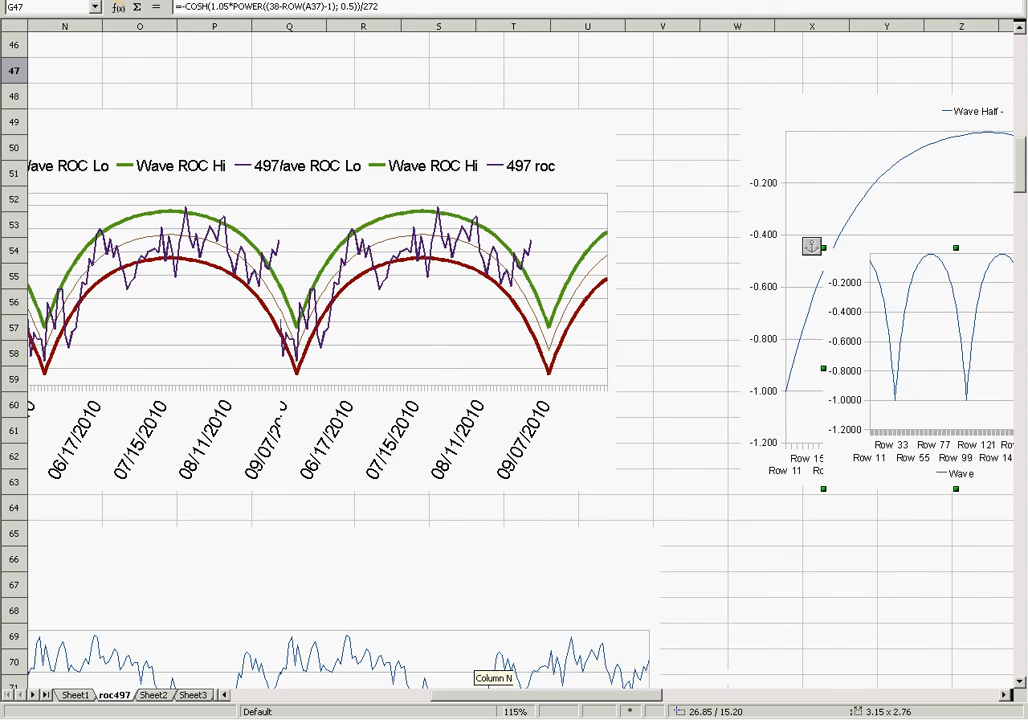 G47 =-COSH(1.05*POWER((38-ROW(A37)-1); 0.5))/272
N O P Q R S T U V W X Y Z
46
47
48
49
50
51
52
53
54
55
56
57
58
59
60
61
62
63
64
65
66
67
68
69
70
71
Wave ROC Lo Wave ROC Hi 497/ave ROC Lo Wave ROC Hi 497 roc
06/17/2010 07/15/2010 08/11/2010 09/07/2 06/17/2010 07/15/2010 08/11/2010 09/07/2010
Wave Half -
-0.200
-0.400
-0.600
-0.800
-1.000
-1.200
Row 15
Row 11
-0.2000
-0.4000
-0.6000
-0.8000
-1.0000
-1.2000
Row 33 Row 77 Row 121
Row 11 Row 55 Row 99 Row 14
Wave
Column N
Sheet1 roc497 Sheet2 Sheet3
Default 115% * 26.85 / 15.20 3.15 x 2.76